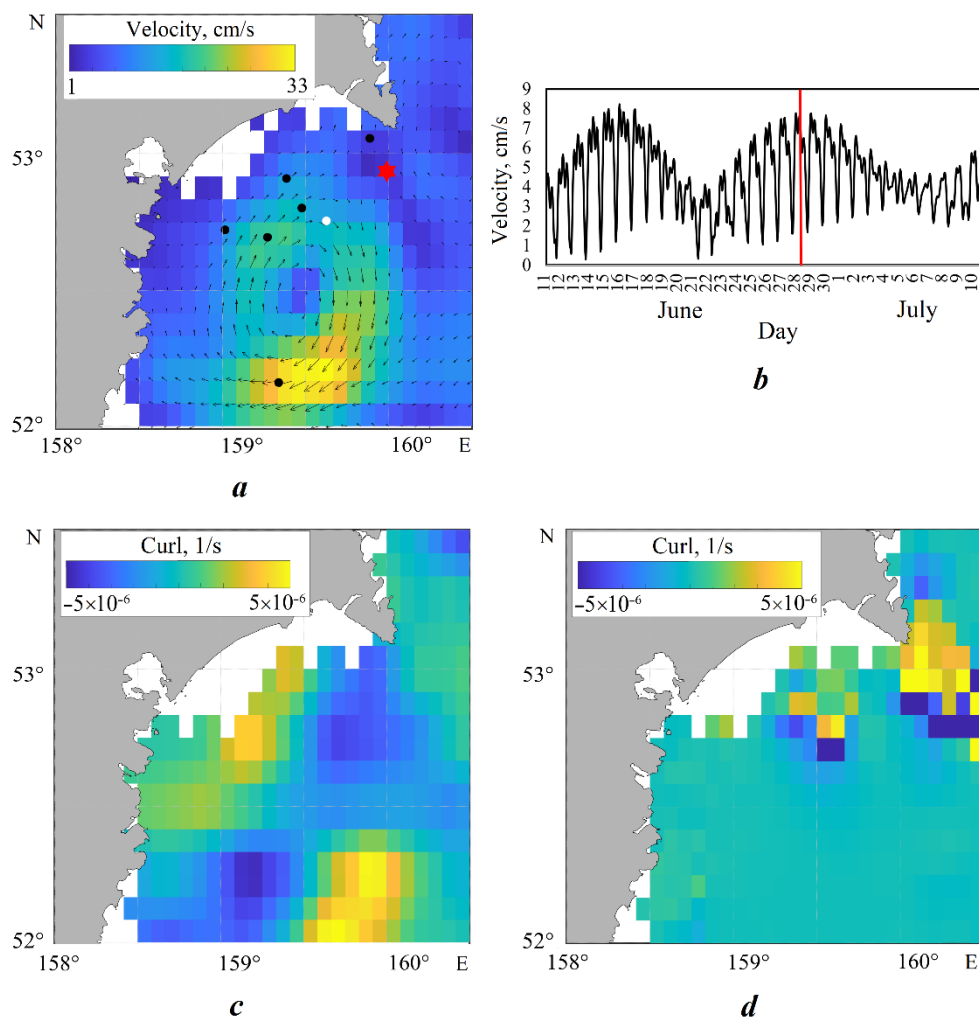 N
Velocity, cm/s
1 33
53°
52°
158° 159° 160° E
a
Velocity, cm/s
9
8
7
6
5
4
3
2
1
0
11 12 13 14 15 16 17 18 19 20 21 22 23 24 25 26 27 28 29 30 1 2 3 4 5 6 7 8 9 10
June July
Day
b
N
Curl, 1/s
−5×10⁻⁶ 5×10⁻⁶
53°
52°
158° 159° 160° E
c
N
Curl, 1/s
−5×10⁻⁶ 5×10⁻⁶
53°
52°
158° 159° 160° E
d